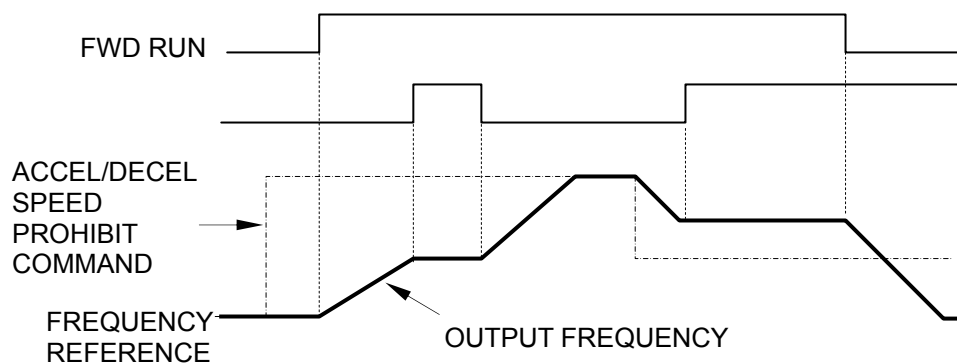 FWD RUN
ACCEL/DECEL
SPEED
PROHIBIT
COMMAND
FREQUENCY
REFERENCE
OUTPUT FREQUENCY